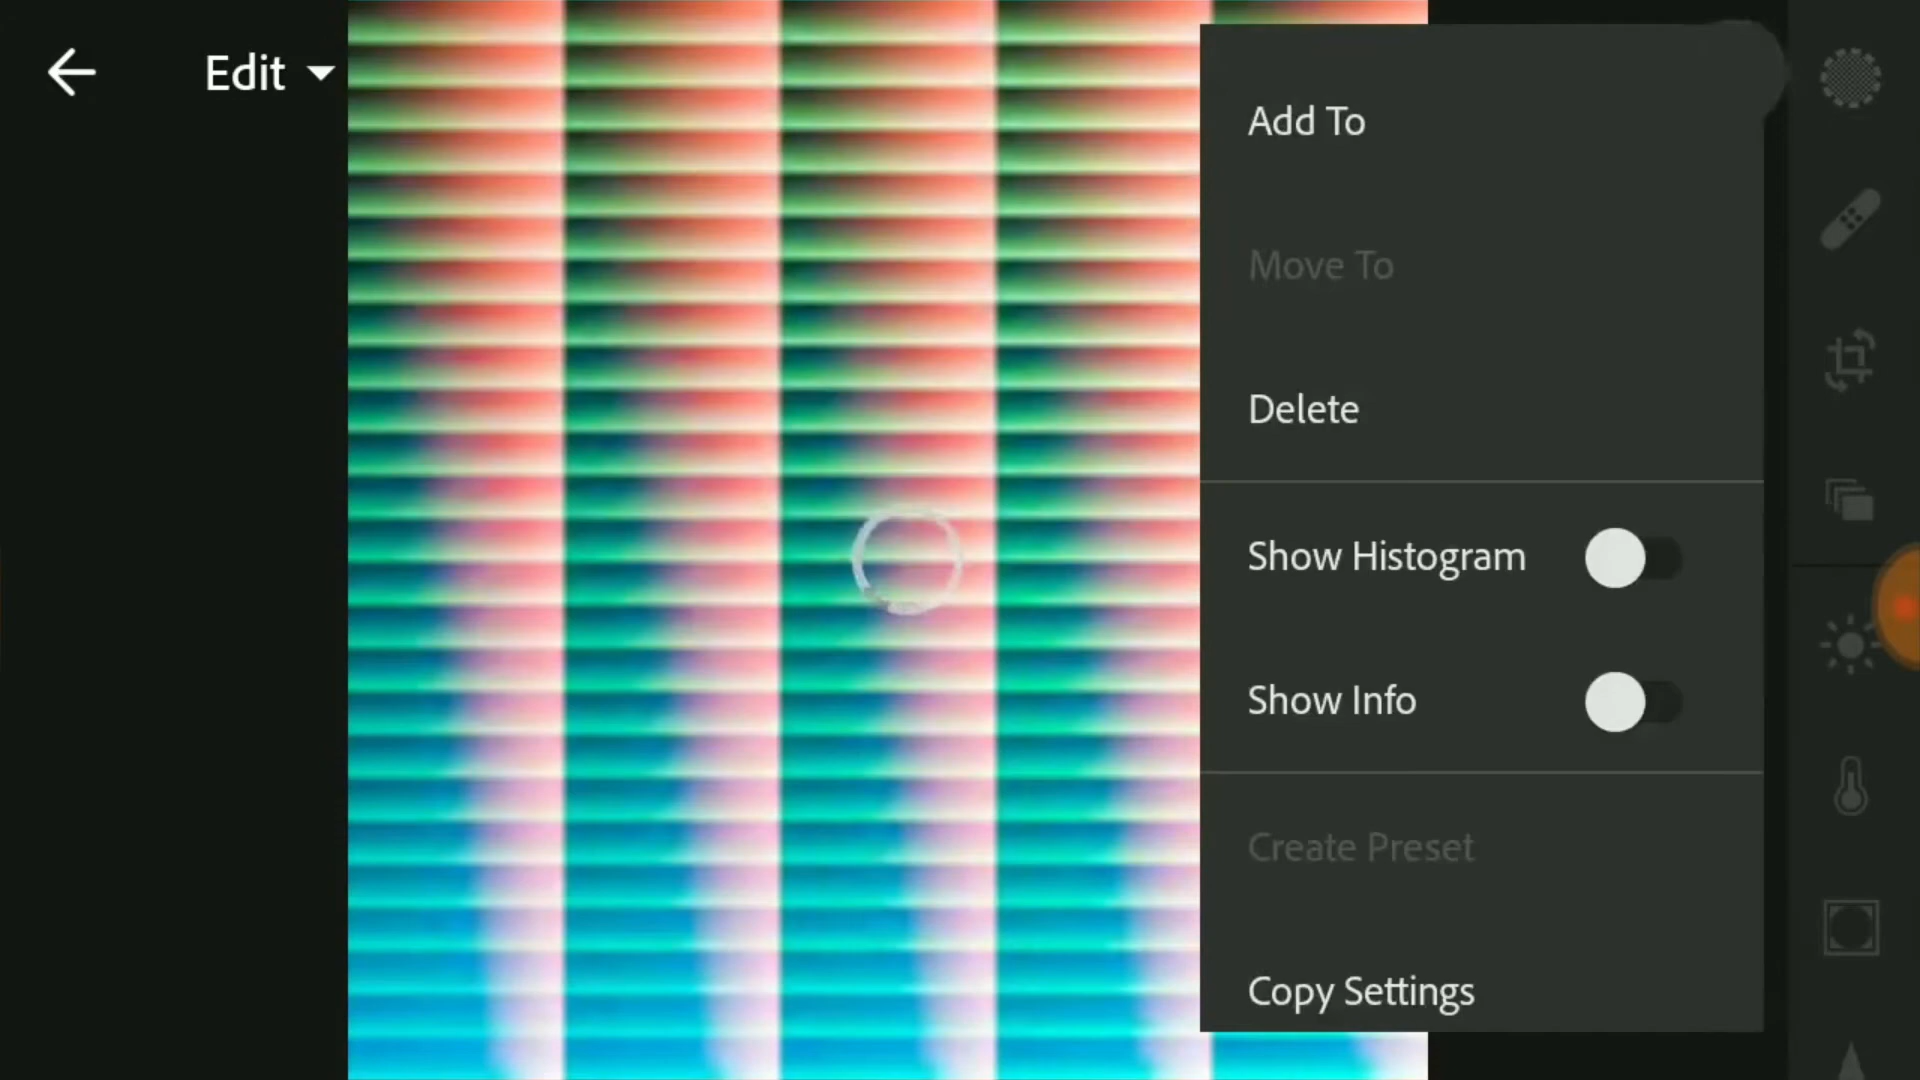 Edit
Add To
Move To
Delete
Show Histogram
Show Info
Create Preset
Copy Settings